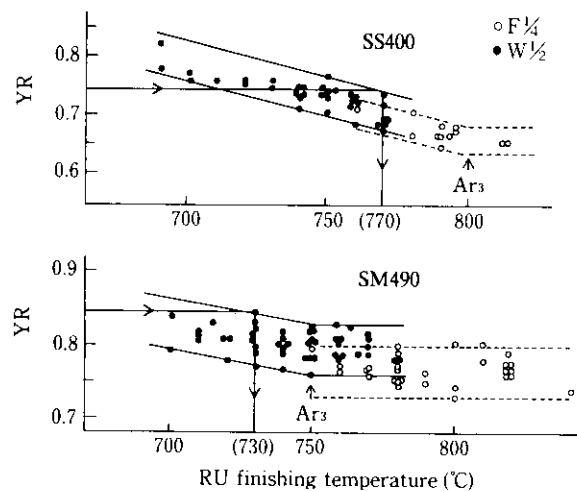 SS400
○ F¼
● W½
YR
0.8
0.7
0.6
Ar₃
700
750
(770)
800
SM490
YR
0.9
0.8
0.7
Ar₃
700
(730)
750
800
RU finishing temperature (℃)